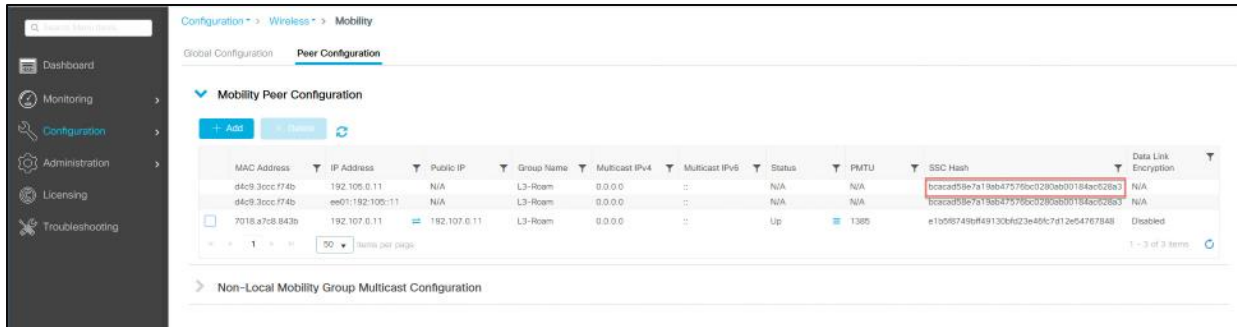 Search Menu Items
Configuration > Wireless > Mobility
Global Configuration Peer Configuration
Dashboard
Monitoring
Configuration
Administration
Licensing
Troubleshooting
Mobility Peer Configuration
+ Add × Delete
MAC Address IP Address Public IP Group Name Multicast IPv4 Multicast IPv6 Status PMTU SSC Hash Data Link Encryption
d4c9.3ccc.f74b 192.105.0.11 N/A L3-Roam 0.0.0.0 :: N/A N/A bcacad58e7a19ab47576bc0280ab00184ac628a3 N/A
d4c9.3ccc.f74b ee01:192:105::11 N/A L3-Roam 0.0.0.0 :: N/A N/A bcacad58e7a19ab47576bc0280ab00184ac628a3 N/A
7018.a7c8.843b 192.107.0.11 192.107.0.11 L3-Roam 0.0.0.0 :: Up 1385 e1b5f8749bff49130bfd23e46fc7d12e54767848 Disabled
1 50 items per page 1 - 3 of 3 items
Non-Local Mobility Group Multicast Configuration